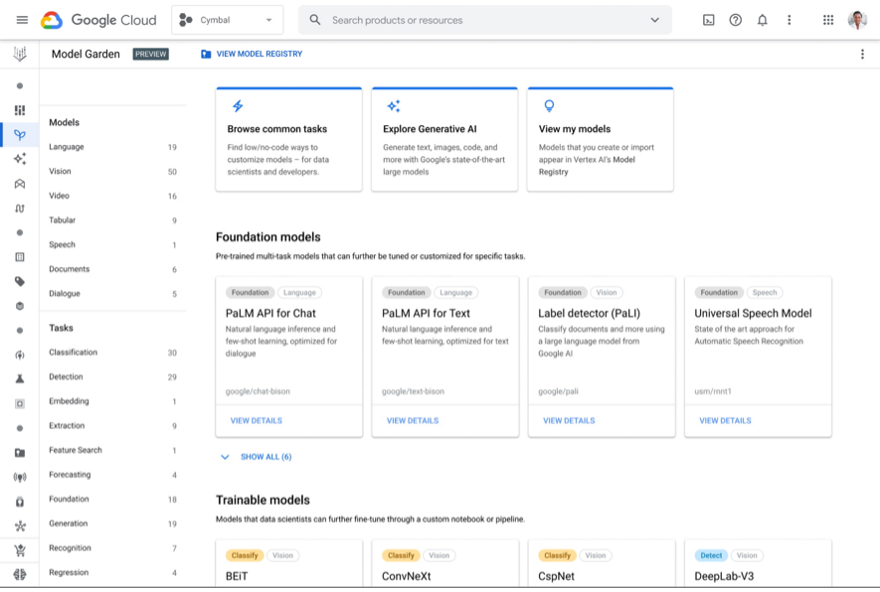 Google Cloud
Cymbal
Search products or resources
Model Garden
PREVIEW
VIEW MODEL REGISTRY
Models
Language 19
Vision 50
Video 16
Tabular 9
Speech 1
Documents 6
Dialogue 5
Tasks
Classification 30
Detection 29
Embedding 1
Extraction 9
Feature Search 1
Forecasting 4
Foundation 18
Generation 19
Recognition 7
Regression 4
Browse common tasks
Find low/no-code ways to
customize models – for data
scientists and developers.
Explore Generative AI
Generate text, images, code, and
more with Google's state-of-the-art
large models
View my models
Models that you create or import
appear in Vertex AI's Model
Registry
Foundation models
Pre-trained multi-task models that can further be tuned or customized for specific tasks.
Foundation Language
PaLM API for Chat
Natural language inference and
few-shot learning, optimized for
dialogue
google/chat-bison
VIEW DETAILS
Foundation Language
PaLM API for Text
Natural language inference and
few-shot learning, optimized for text
google/text-bison
VIEW DETAILS
Foundation Vision
Label detector (PaLI)
Classify documents and more using
a large language model from
Google AI
google/pali
VIEW DETAILS
Foundation Speech
Universal Speech Model
State of the art approach for
Automatic Speech Recognition
usm/rnnt1
VIEW DETAILS
SHOW ALL (6)
Trainable models
Models that data scientists can further fine-tune through a custom notebook or pipeline.
Classify Vision
BEiT
Classify Vision
ConvNeXt
Classify Vision
CspNet
Detect Vision
DeepLab-V3